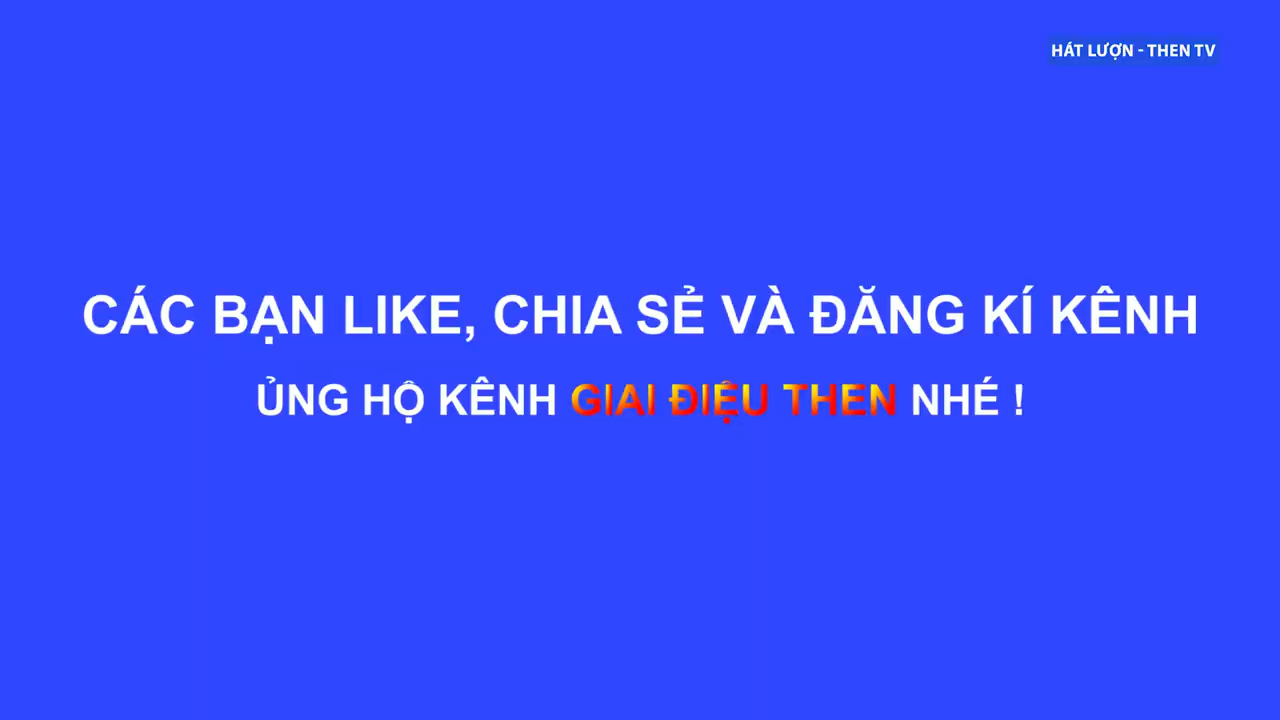 HÁT LƯỢN - THEN TV
CÁC BẠN LIKE, CHIA SẺ VÀ ĐĂNG KÍ KÊNH
ỦNG HỘ KÊNH GIAI ĐIỆU THEN NHÉ !